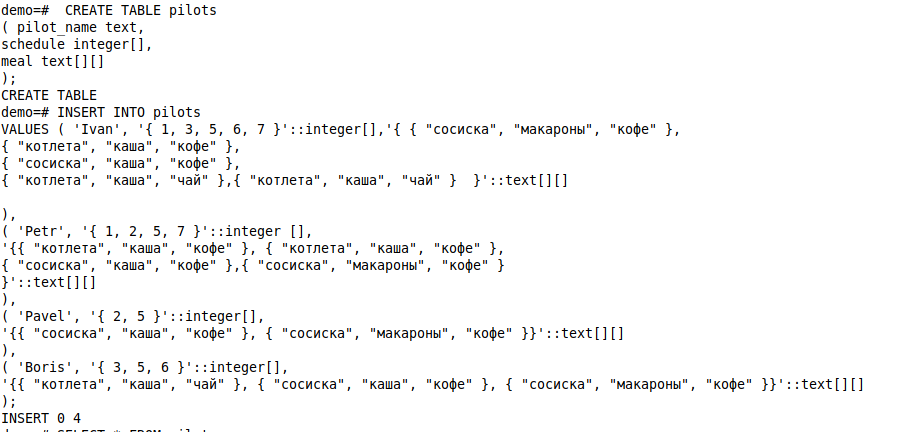 demo=#  CREATE TABLE pilots
( pilot_name text,
schedule integer[],
meal text[][]
);
CREATE TABLE
demo=# INSERT INTO pilots
VALUES ( 'Ivan', '{ 1, 3, 5, 6, 7 }'::integer[],'{ { "сосиска", "макароны", "кофе" },
{ "котлета", "каша", "кофе" },
{ "сосиска", "каша", "кофе" },
{ "котлета", "каша", "чай" },{ "котлета", "каша", "чай" }  }'::text[][]
),
( 'Petr', '{ 1, 2, 5, 7 }'::integer [],
'{{ "котлета", "каша", "кофе" }, { "котлета", "каша", "кофе" },
{ "сосиска", "каша", "кофе" },{ "сосиска", "макароны", "кофе" }
}'::text[][]
),
( 'Pavel', '{ 2, 5 }'::integer[],
'{{ "сосиска", "каша", "кофе" }, { "сосиска", "макароны", "кофе" }}'::text[][]
),
( 'Boris', '{ 3, 5, 6 }'::integer[],
'{{ "котлета", "каша", "чай" }, { "сосиска", "каша", "кофе" }, { "сосиска", "макароны", "кофе" }}'::text[][]
);
INSERT 0 4